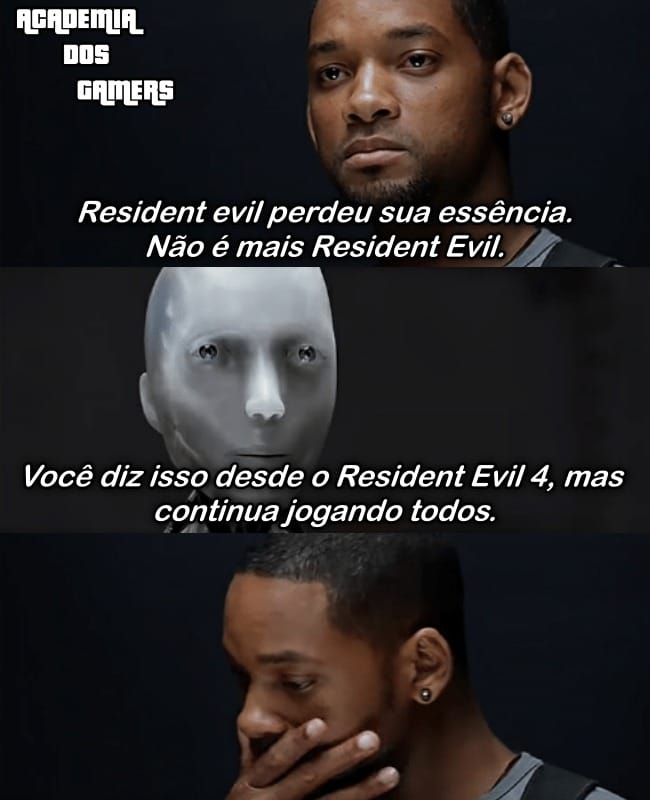 ACADEMIA
DOS
GAMERS
Resident evil perdeu sua essência.
Não é mais Resident Evil.
Você diz isso desde o Resident Evil 4, mas
continua jogando todos.